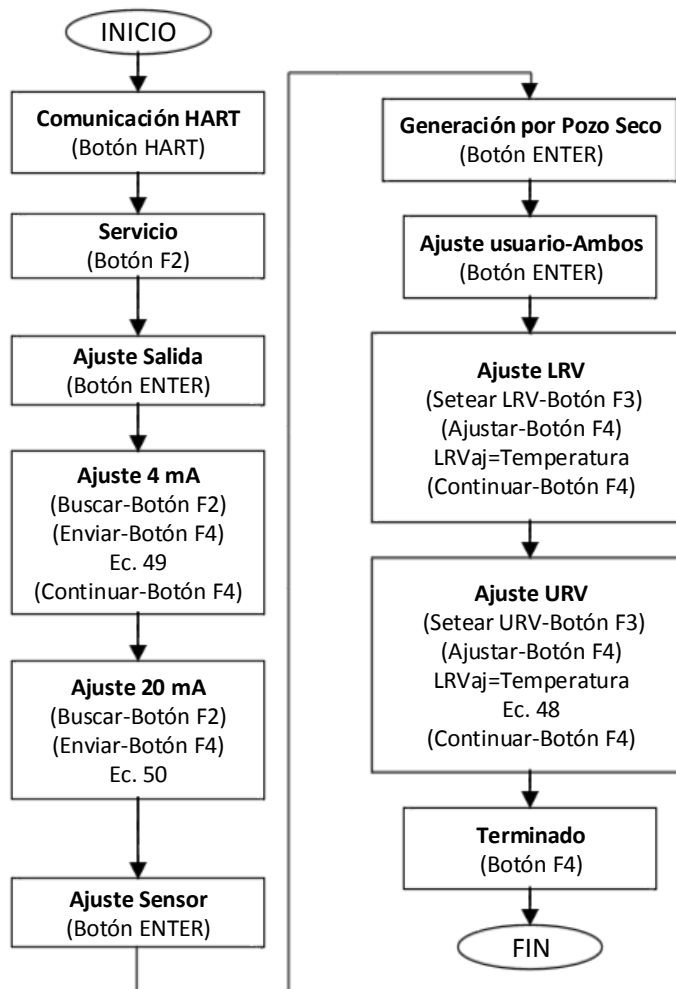 INICIO
Comunicación HART
(Botón HART)
Servicio
(Botón F2)
Ajuste Salida
(Botón ENTER)
Ajuste 4 mA
(Buscar-Botón F2)
(Enviar-Botón F4)
Ec. 49
(Continuar-Botón F4)
Ajuste 20 mA
(Buscar-Botón F2)
(Enviar-Botón F4)
Ec. 50
Ajuste Sensor
(Botón ENTER)
Generación por Pozo Seco
(Botón ENTER)
Ajuste usuario-Ambos
(Botón ENTER)
Ajuste LRV
(Setear LRV-Botón F3)
(Ajustar-Botón F4)
LRVaj=Temperatura
(Continuar-Botón F4)
Ajuste URV
(Setear URV-Botón F3)
(Ajustar-Botón F4)
LRVaj=Temperatura
Ec. 48
(Continuar-Botón F4)
Terminado
(Botón F4)
FIN